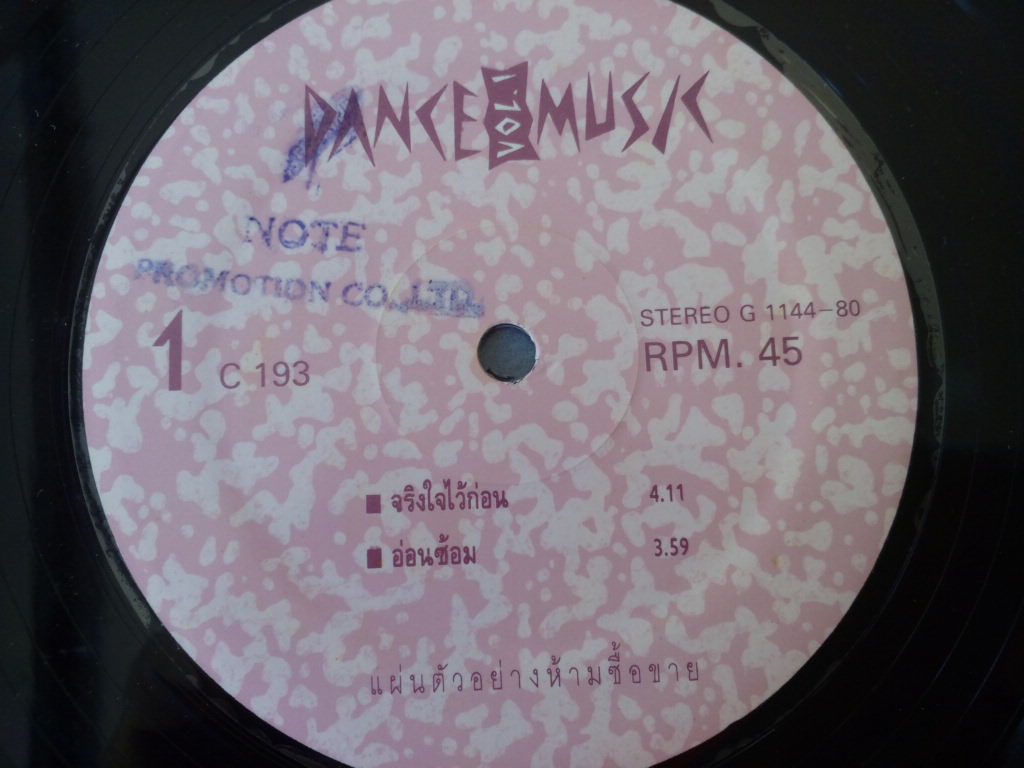 DANCE VOL.1 MUSIC
NOTE
PROMOTION CO.,LTD.
STEREO G 1144-80
RPM. 45
1 C 193
■ จริงใจไว้ก่อน 4.11
■ อ่อนซ้อม 3.59
แผ่นตัวอย่างห้ามซื้อขาย